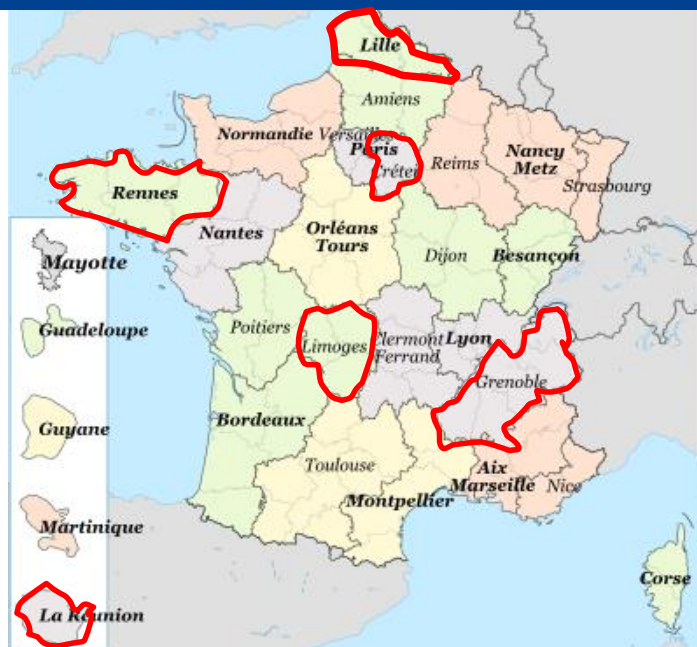 Lille
Amiens
Normandie
Versailles
Paris
Créteil
Reims
Nancy
Metz
Strasbourg
Rennes
Nantes
Orléans
Tours
Dijon
Besançon
Mayotte
Guadeloupe
Poitiers
Limoges
Clermont
Ferrand
Lyon
Grenoble
Guyane
Bordeaux
Toulouse
Montpellier
Aix
Marseille
Nice
Martinique
Corse
La Réunion